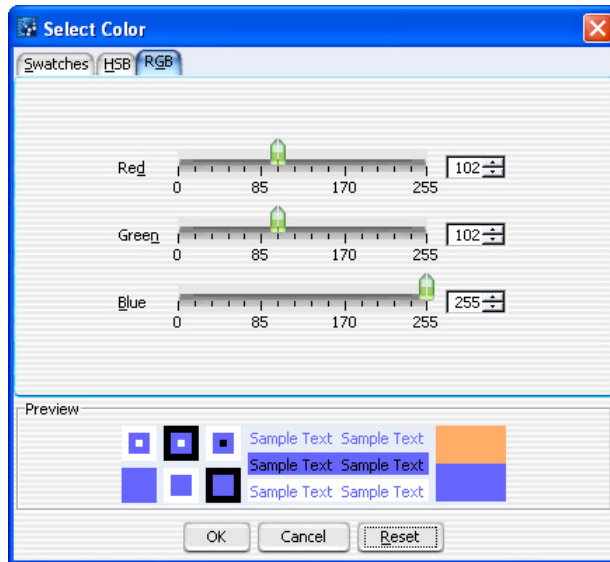 Select Color
Swatches HSB RGB
Red 102
0 85 170 255
Green 102
0 85 170 255
Blue 255
0 85 170 255
Preview
Sample Text Sample Text
Sample Text Sample Text
Sample Text Sample Text
OK Cancel Reset